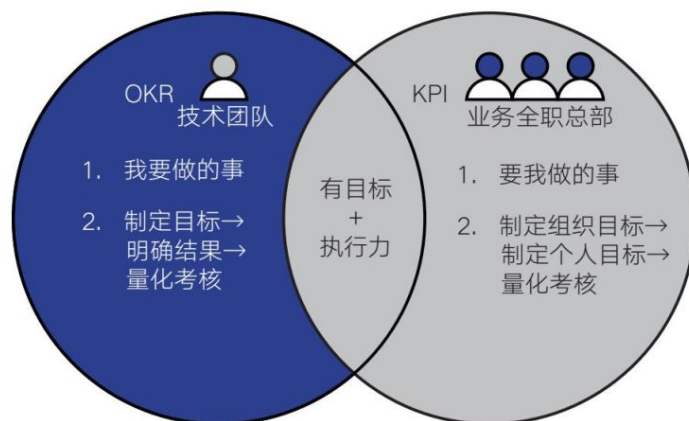 OKR
技术团队
1. 我要做的事
2. 制定目标→
明确结果→
量化考核
有目标
+
执行力
KPI
业务全职总部
1. 要我做的事
2. 制定组织目标→
制定个人目标→
量化考核